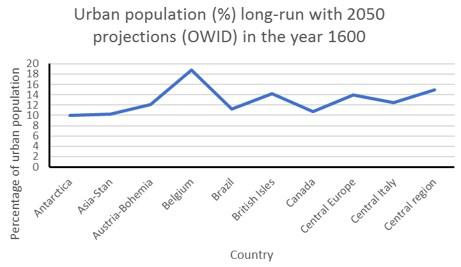 Urban population (%) long-run with 2050
projections (OWID) in the year 1600
Percentage of urban population
20
18
16
14
12
10
8
6
4
2
0
Antarctica
Asia-Stan
Austria-Bohemia
Belgium
Brazil
British Isles
Canada
Central Europe
Central Italy
Central region
Country